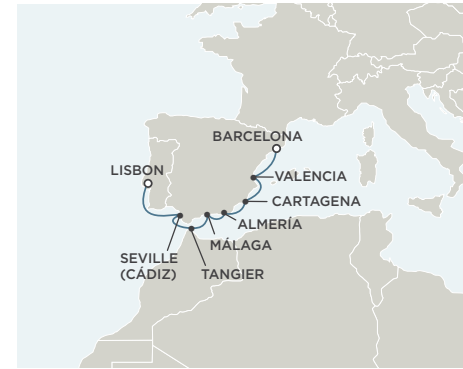 BARCELONA
LISBON
VALENCIA
CARTAGENA
ALMERÍA
MÁLAGA
SEVILLE
(CÁDIZ)
TANGIER